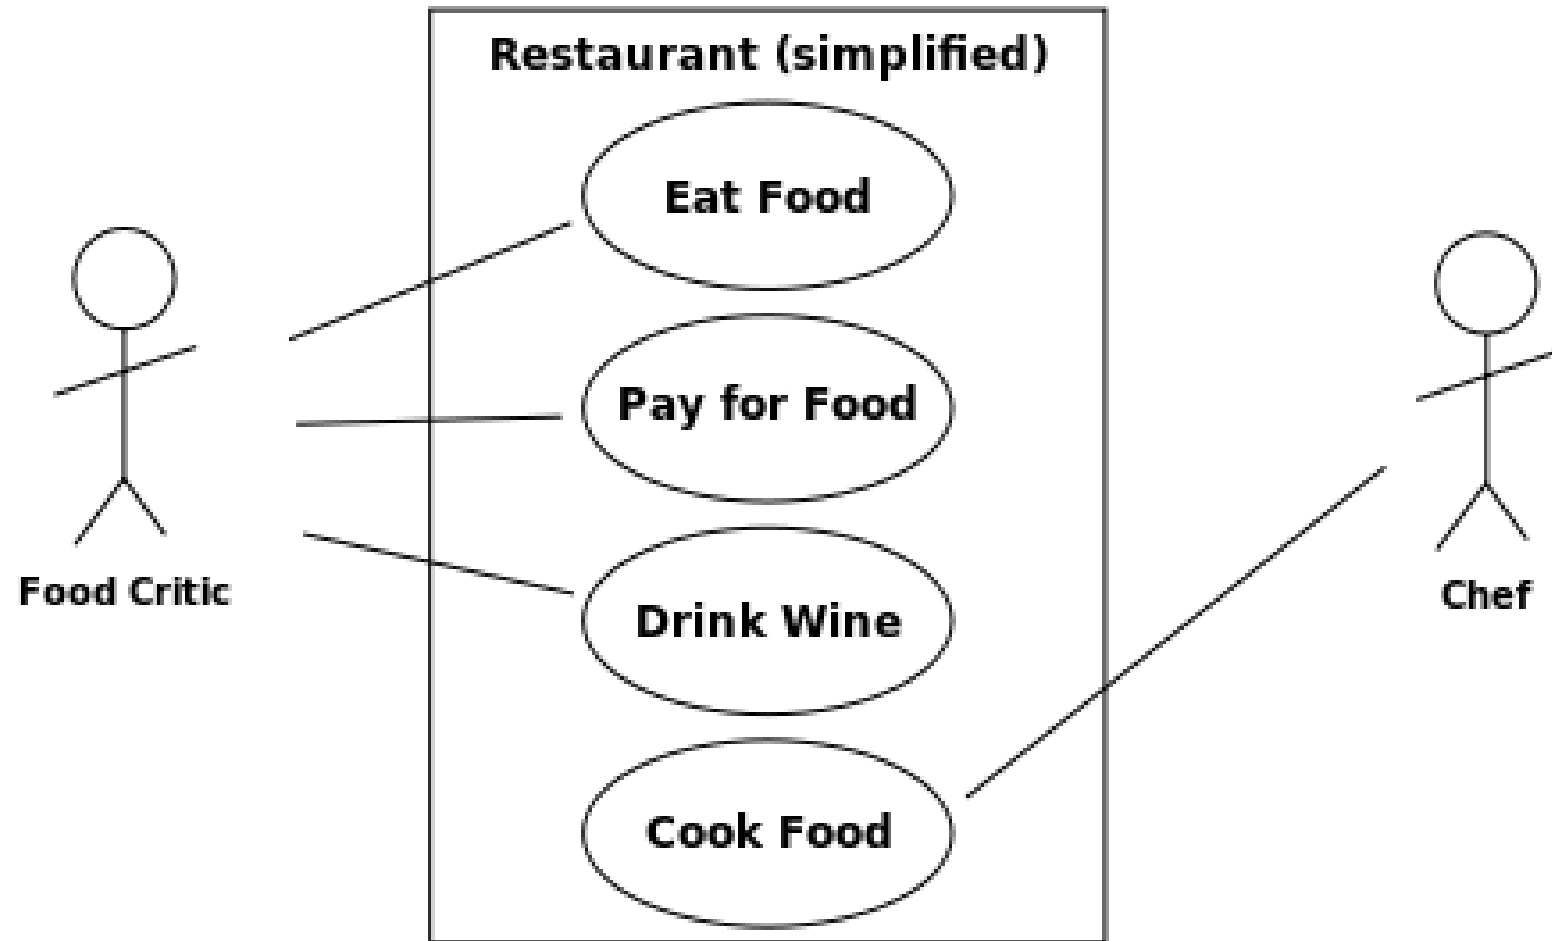 Restaurant (simplified)
Eat Food
Pay for Food
Drink Wine
Cook Food
Food Critic
Chef